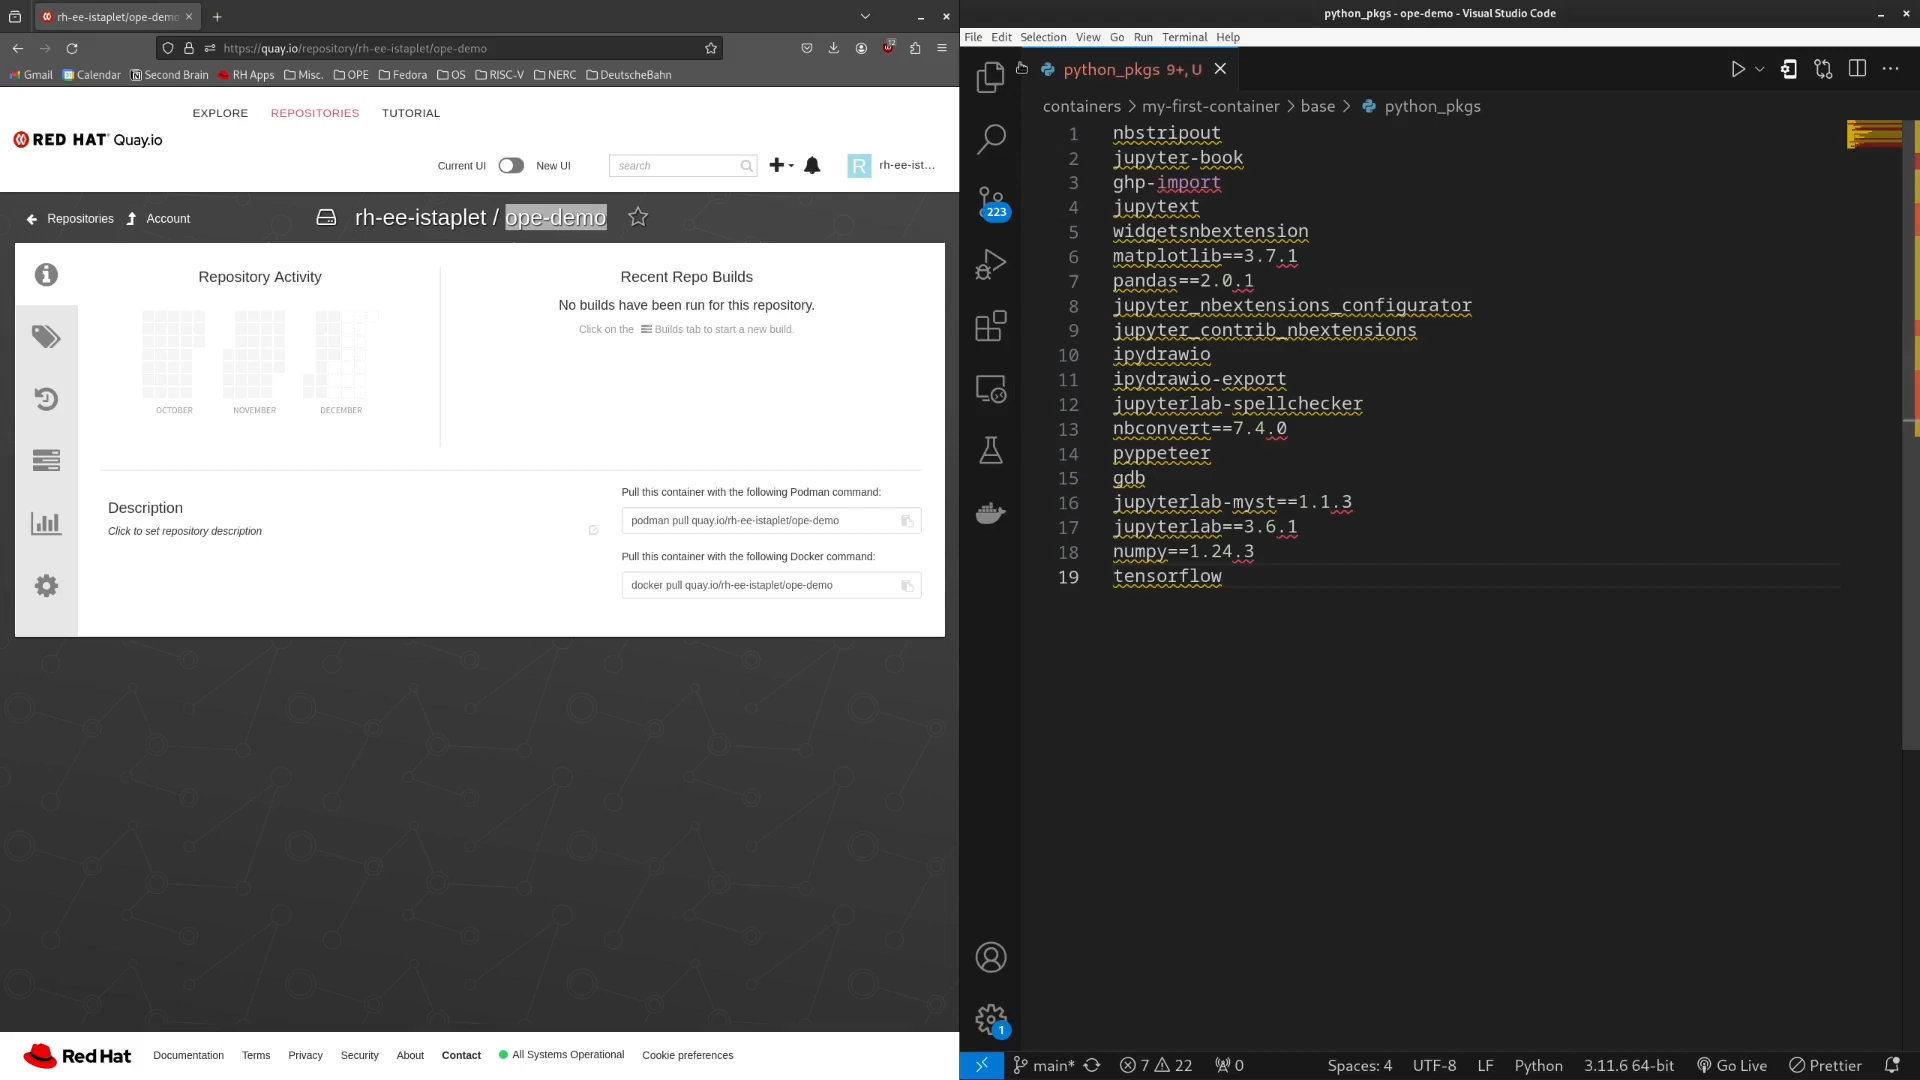 rh-ee-istaplet/ope-demo
https://quay.io/repository/rh-ee-istaplet/ope-demo
12
Gmail Calendar Second Brain RH Apps Misc. OPE Fedora OS RISC-V NERC DeutscheBahn
EXPLORE REPOSITORIES TUTORIAL
RED HAT Quay.io
Current UI New UI search R rh-ee-ist...
Repositories Account rh-ee-istaplet / ope-demo
Repository Activity
OCTOBER NOVEMBER DECEMBER
Recent Repo Builds
No builds have been run for this repository.
Click on the Builds tab to start a new build.
Description
Click to set repository description
Pull this container with the following Podman command:
podman pull quay.io/rh-ee-istaplet/ope-demo
Pull this container with the following Docker command:
docker pull quay.io/rh-ee-istaplet/ope-demo
Red Hat Documentation Terms Privacy Security About Contact All Systems Operational Cookie preferences
python_pkgs - ope-demo - Visual Studio Code
File Edit Selection View Go Run Terminal Help
python_pkgs 9+, U
containers > my-first-container > base > python_pkgs
223
1 nbstripout
2 jupyter-book
3 ghp-import
4 jupytext
5 widgetsnbextension
6 matplotlib==3.7.1
7 pandas==2.0.1
8 jupyter_nbextensions_configurator
9 jupyter_contrib_nbextensions
10 ipydrawio
11 ipydrawio-export
12 jupyterlab-spellchecker
13 nbconvert==7.4.0
14 pyppeteer
15 gdb
16 jupyterlab-myst==1.1.3
17 jupyterlab==3.6.1
18 numpy==1.24.3
19 tensorflow
1
main* 7 22 0 Spaces: 4 UTF-8 LF Python 3.11.6 64-bit Go Live Prettier